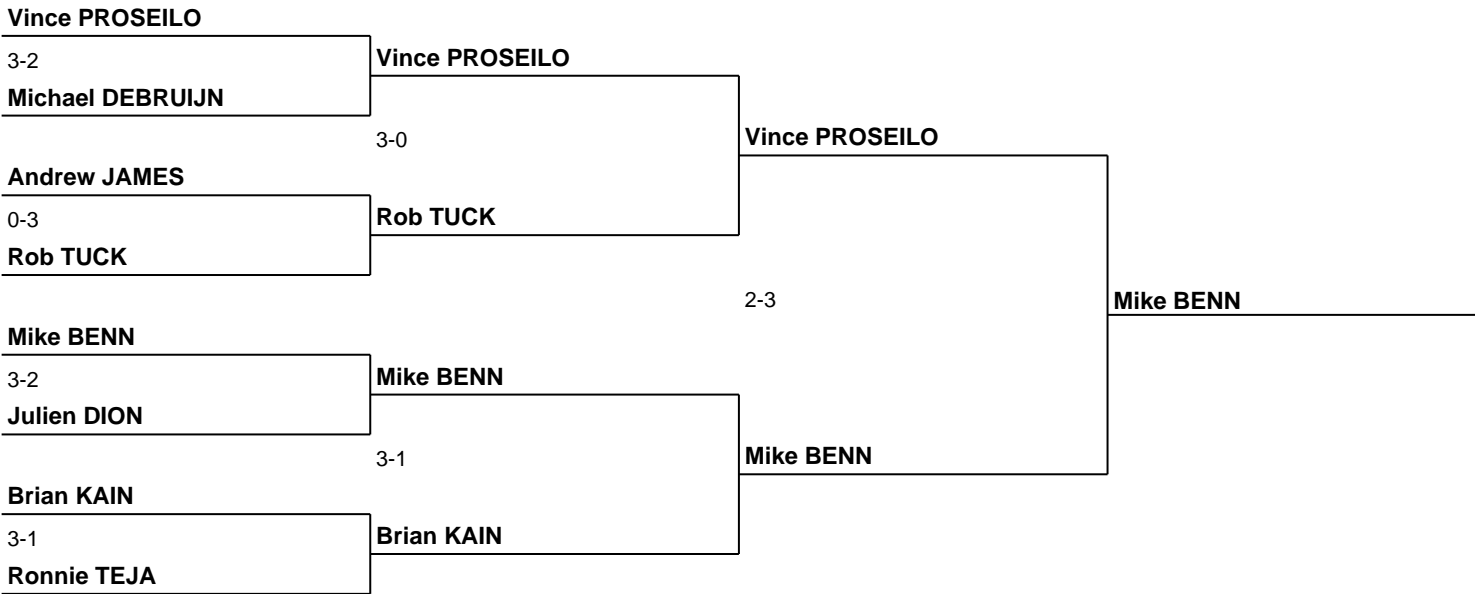 Vince PROSEILO
3-2
Michael DEBRUIJN
Andrew JAMES
0-3
Rob TUCK
Mike BENN
3-2
Julien DION
Brian KAIN
3-1
Ronnie TEJA
Vince PROSEILO
3-0
Rob TUCK
Mike BENN
3-1
Brian KAIN
Vince PROSEILO
2-3
Mike BENN
Mike BENN